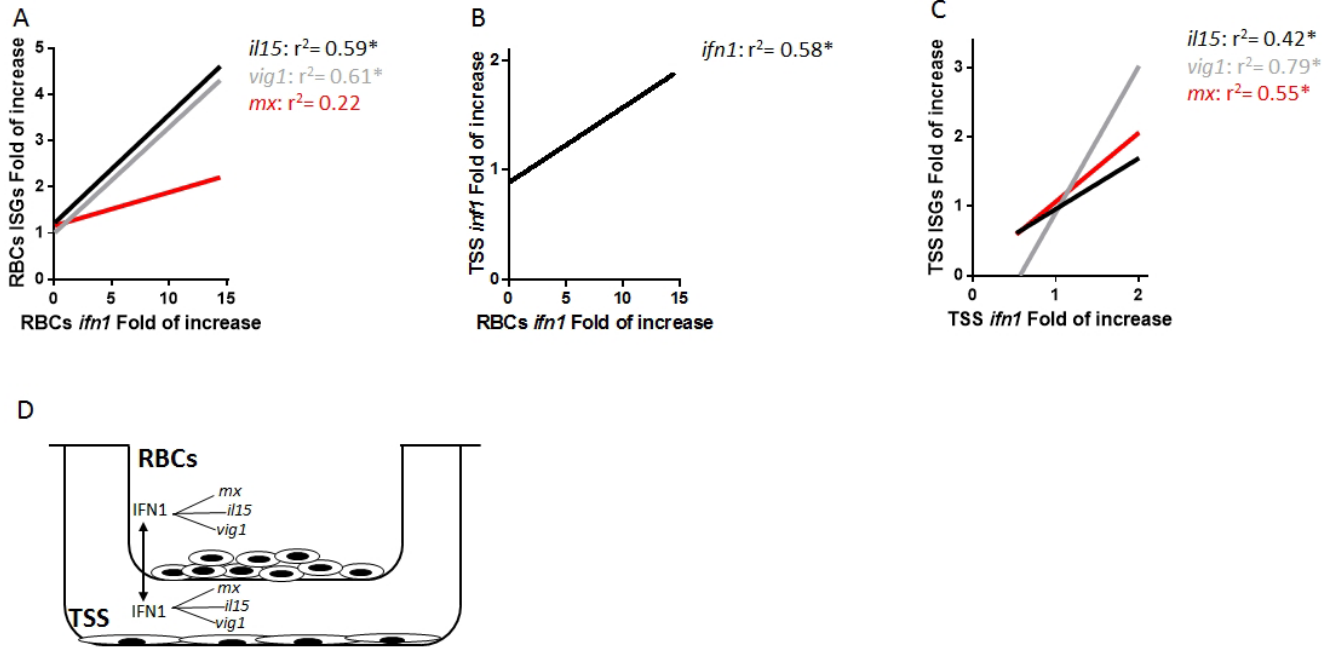 A
RBCs ISGs Fold of increase
5
4
3
2
1
0
0 5 10 15
RBCs ifn1 Fold of increase
il15: r²= 0.59*
vig1: r²= 0.61*
mx: r²= 0.22
B
TSS inf1 Fold of increase
2
1
0
0 5 10 15
RBCs ifn1 Fold of increase
ifn1: r²= 0.58*
C
TSS ISGs Fold of increase
3
2
1
0
0 1 2
TSS ifn1 Fold of increase
il15: r²= 0.42*
vig1: r²= 0.79*
mx: r²= 0.55*
D
RBCs
mx
IFN1 il15
vig1
mx
IFN1 il15
vig1
TSS